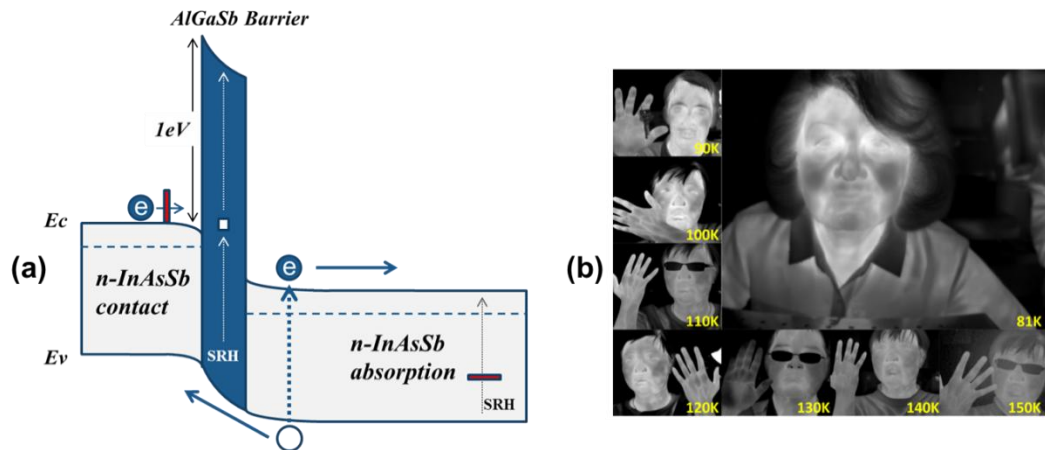 AlGaSb Barrier
1eV
e
Ec
e
(a)
n-InAsSb
contact
Ev
SRH
n-InAsSb
absorption
SRH
(b)
90K
100K
110K
81K
120K
130K
140K
150K